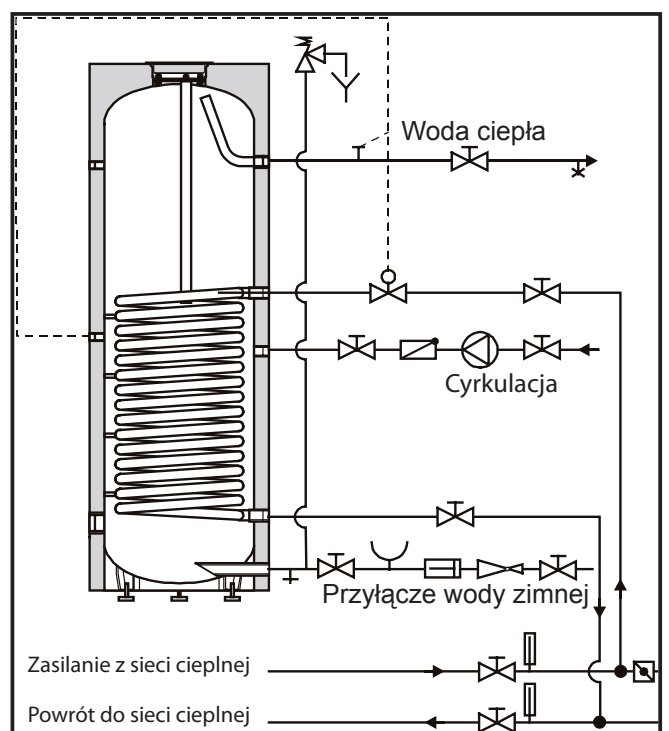 Woda ciepła
Cyrkulacja
Przyłącze wody zimnej
Zasilanie z sieci cieplnej
Powrót do sieci cieplnej